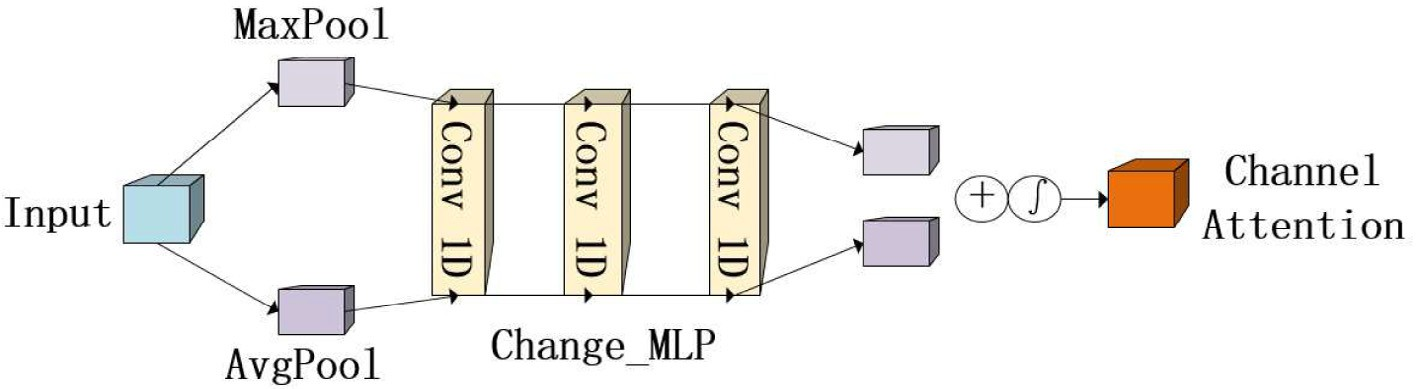 MaxPool
Input
AvgPool
Conv 1D
Conv 1D
Conv 1D
Change_MLP
+
∫
Channel
Attention